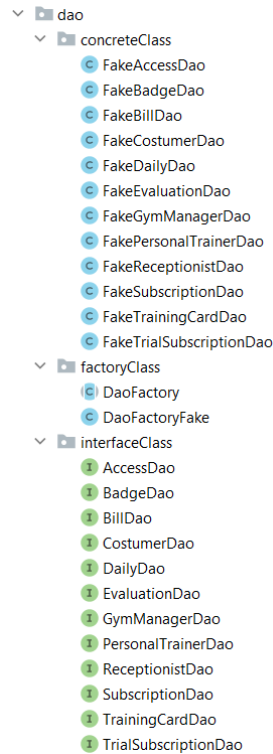 dao
concreteClass
C FakeAccessDao
C FakeBadgeDao
C FakeBillDao
C FakeCostumerDao
C FakeDailyDao
C FakeEvaluationDao
C FakeGymManagerDao
C FakePersonalTrainerDao
C FakeReceptionistDao
C FakeSubscriptionDao
C FakeTrainingCardDao
C FakeTrialSubscriptionDao
factoryClass
C DaoFactory
C DaoFactoryFake
interfaceClass
I AccessDao
I BadgeDao
I BillDao
I CostumerDao
I DailyDao
I EvaluationDao
I GymManagerDao
I PersonalTrainerDao
I ReceptionistDao
I SubscriptionDao
I TrainingCardDao
I TrialSubscriptionDao